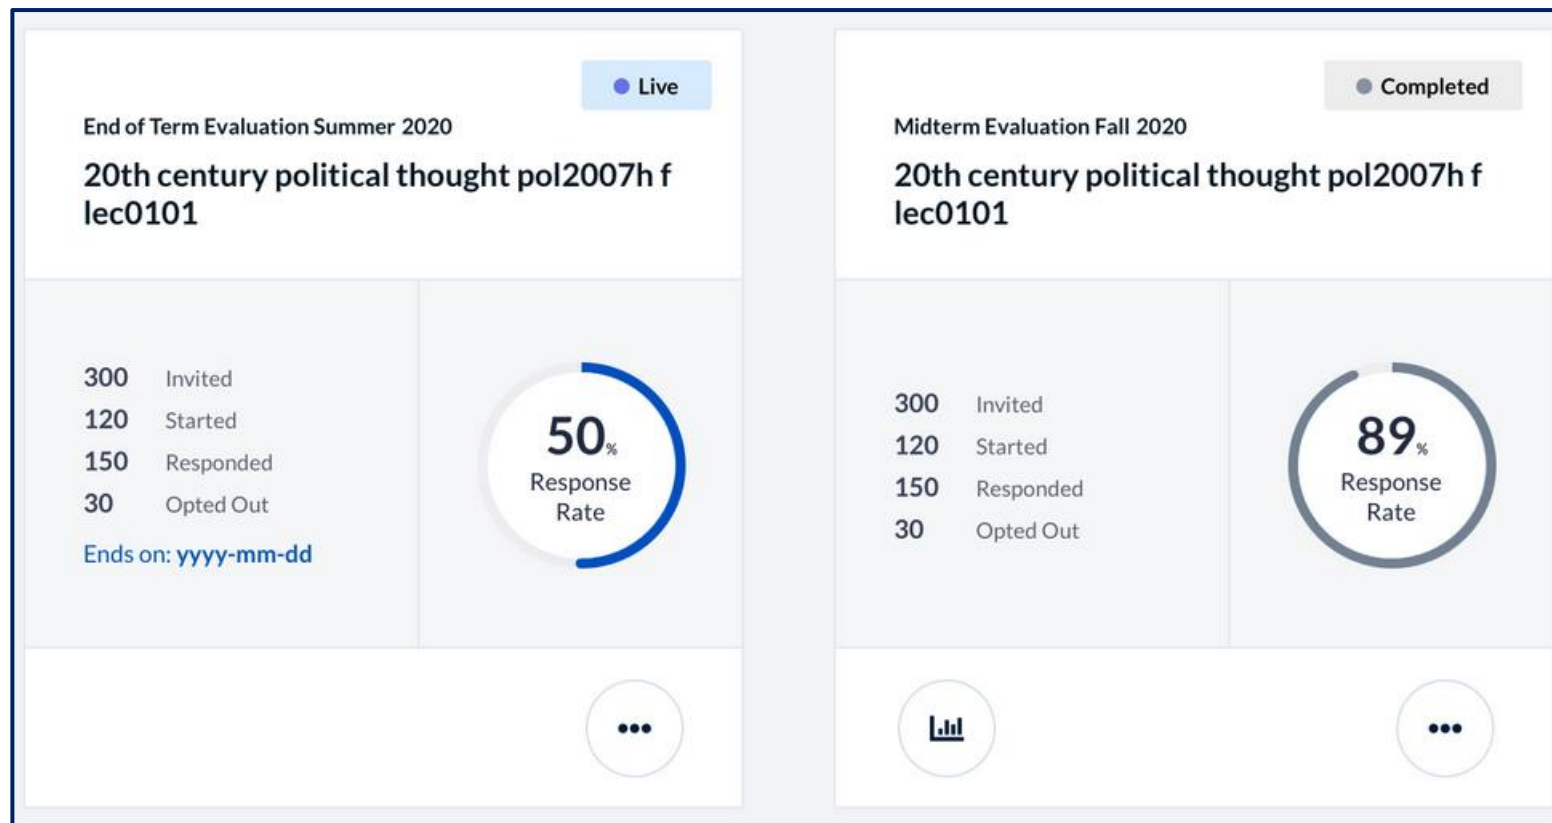 Live
End of Term Evaluation Summer 2020
20th century political thought pol2007h f
lec0101
300 Invited
120 Started
150 Responded
30 Opted Out
Ends on: yyyy-mm-dd
50%
Response
Rate
Completed
Midterm Evaluation Fall 2020
20th century political thought pol2007h f
lec0101
300 Invited
120 Started
150 Responded
30 Opted Out
89%
Response
Rate